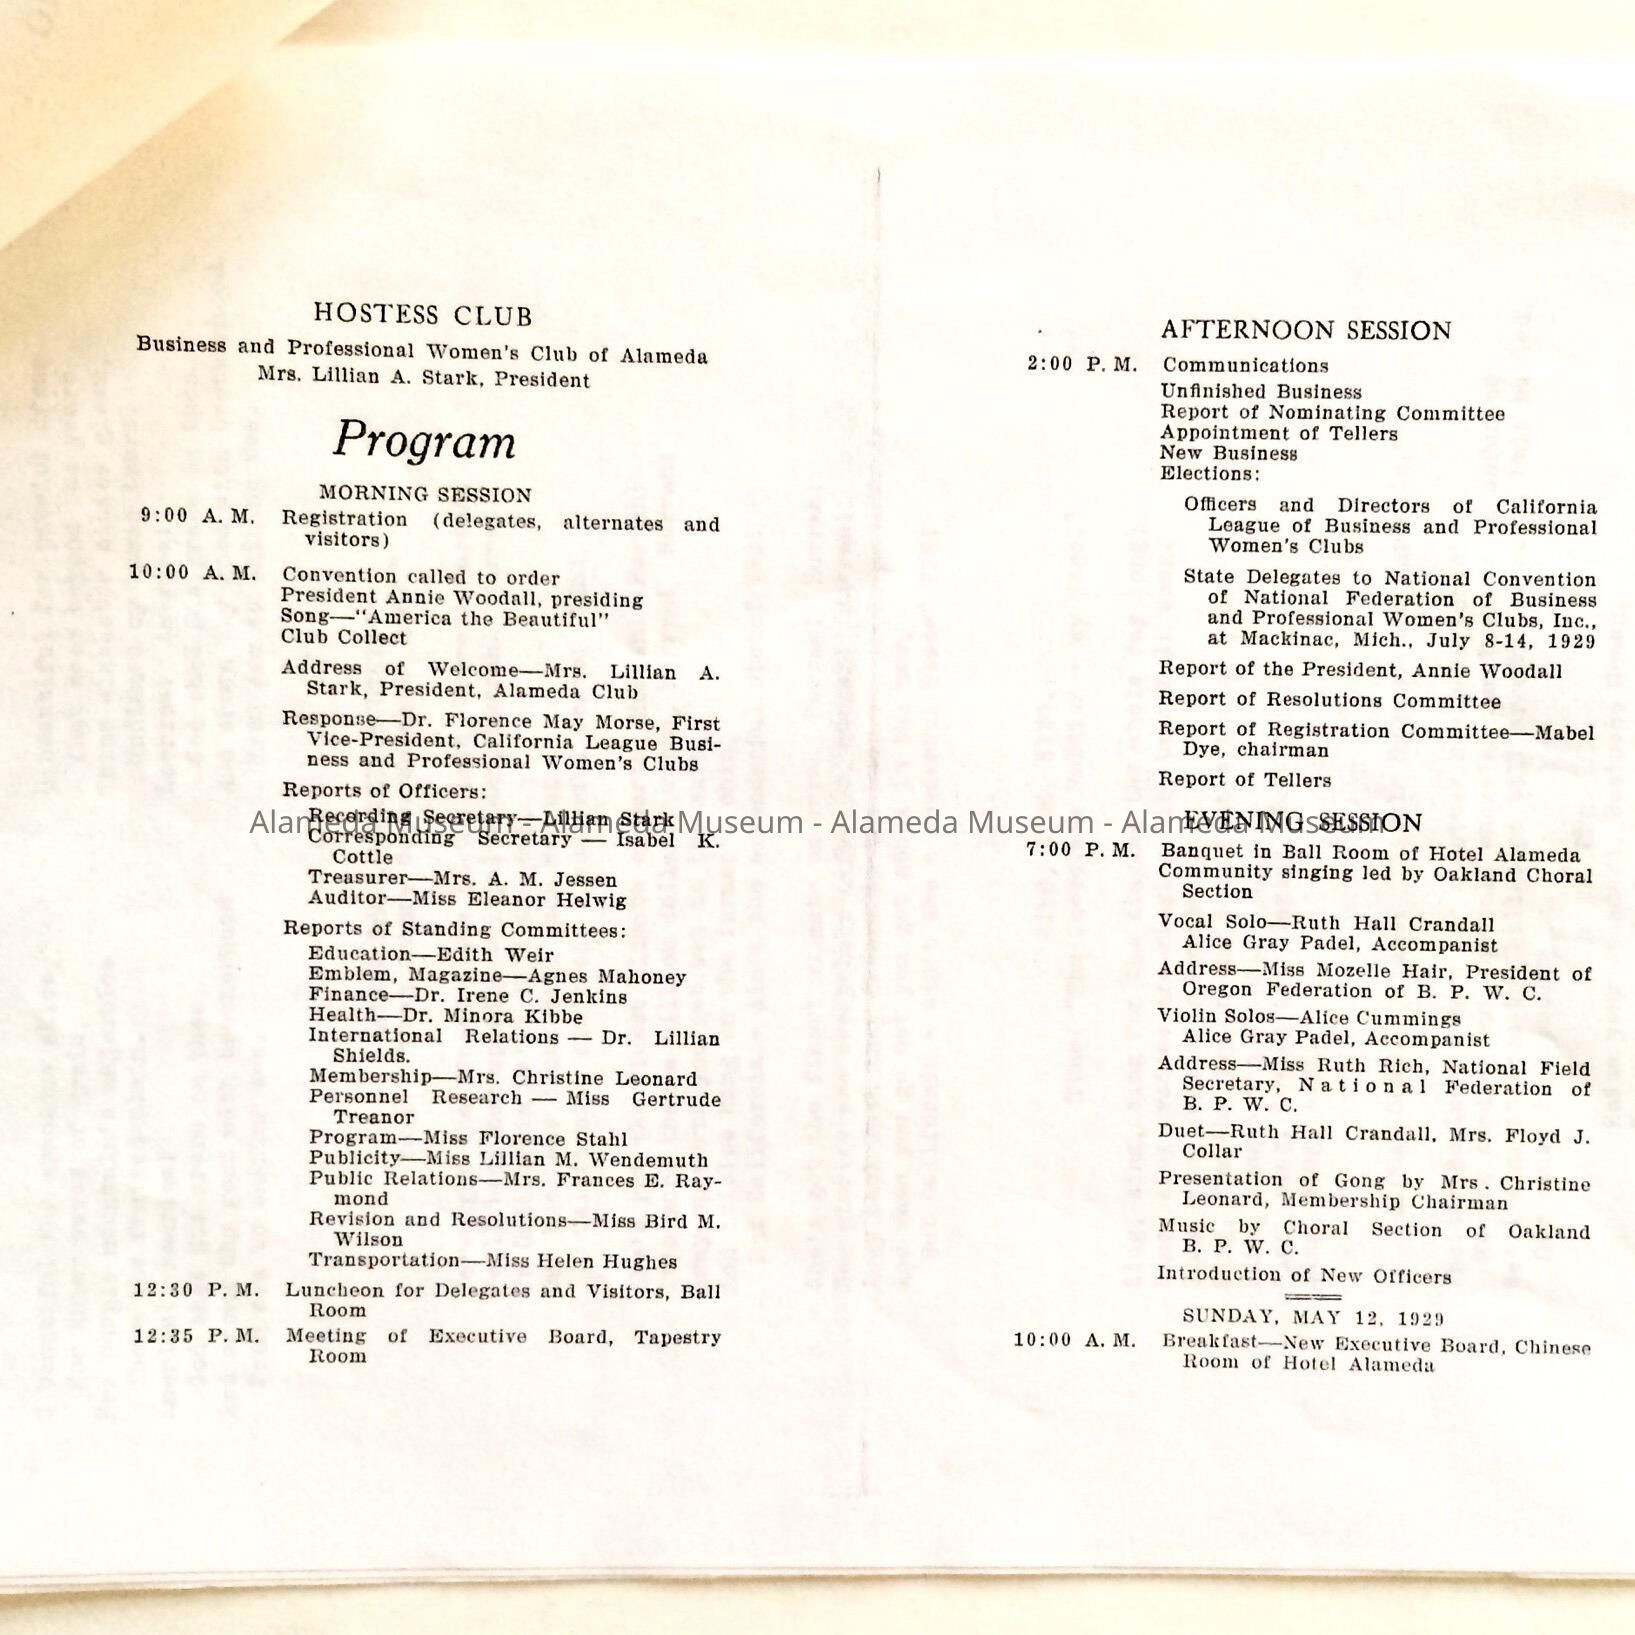 HOSTESS CLUB
Business and Professional Women's Club of Alameda
Mrs. Lillian A. Stark, President
Program
MORNING SESSION
9:00 A. M. Registration (delegates, alternates and
visitors)
10:00 A. M. Convention called to order
President Annie Woodall, presiding
Song—"America the Beautiful"
Club Collect
Address of Welcome—Mrs. Lillian A.
Stark, President, Alameda Club
Response—Dr. Florence May Morse, First
Vice-President, California League Busi-
ness and Professional Women's Clubs
Reports of Officers:
Recording Secretary—Lillian Stark
Corresponding Secretary — Isabel K.
Cottle
Treasurer—Mrs. A. M. Jessen
Auditor—Miss Eleanor Helwig
Reports of Standing Committees:
Education—Edith Weir
Emblem, Magazine—Agnes Mahoney
Finance—Dr. Irene C. Jenkins
Health—Dr. Minora Kibbe
International Relations — Dr. Lillian
Shields.
Membership—Mrs. Christine Leonard
Personnel Research — Miss Gertrude
Treanor
Program—Miss Florence Stahl
Publicity—Miss Lillian M. Wendemuth
Public Relations—Mrs. Frances E. Ray-
mond
Revision and Resolutions—Miss Bird M.
Wilson
Transportation—Miss Helen Hughes
12:30 P. M. Luncheon for Delegates and Visitors, Ball
Room
12:35 P. M. Meeting of Executive Board, Tapestry
Room
AFTERNOON SESSION
2:00 P. M. Communications
Unfinished Business
Report of Nominating Committee
Appointment of Tellers
New Business
Elections:
Officers and Directors of California
League of Business and Professional
Women's Clubs
State Delegates to National Convention
of National Federation of Business
and Professional Women's Clubs, Inc.,
at Mackinac, Mich., July 8-14, 1929
Report of the President, Annie Woodall
Report of Resolutions Committee
Report of Registration Committee—Mabel
Dye, chairman
Report of Tellers
EVENING SESSION
7:00 P. M. Banquet in Ball Room of Hotel Alameda
Community singing led by Oakland Choral
Section
Vocal Solo—Ruth Hall Crandall
Alice Gray Padel, Accompanist
Address—Miss Mozelle Hair, President of
Oregon Federation of B. P. W. C.
Violin Solos—Alice Cummings
Alice Gray Padel, Accompanist
Address—Miss Ruth Rich, National Field
Secretary, National Federation of
B. P. W. C.
Duet—Ruth Hall Crandall, Mrs. Floyd J.
Collar
Presentation of Gong by Mrs. Christine
Leonard, Membership Chairman
Music by Choral Section of Oakland
B. P. W. C.
Introduction of New Officers
SUNDAY, MAY 12, 1929
10:00 A. M. Breakfast—New Executive Board, Chinese
Room of Hotel Alameda
Alameda Museum - Alameda Museum - Alameda Museum - Alameda Museum